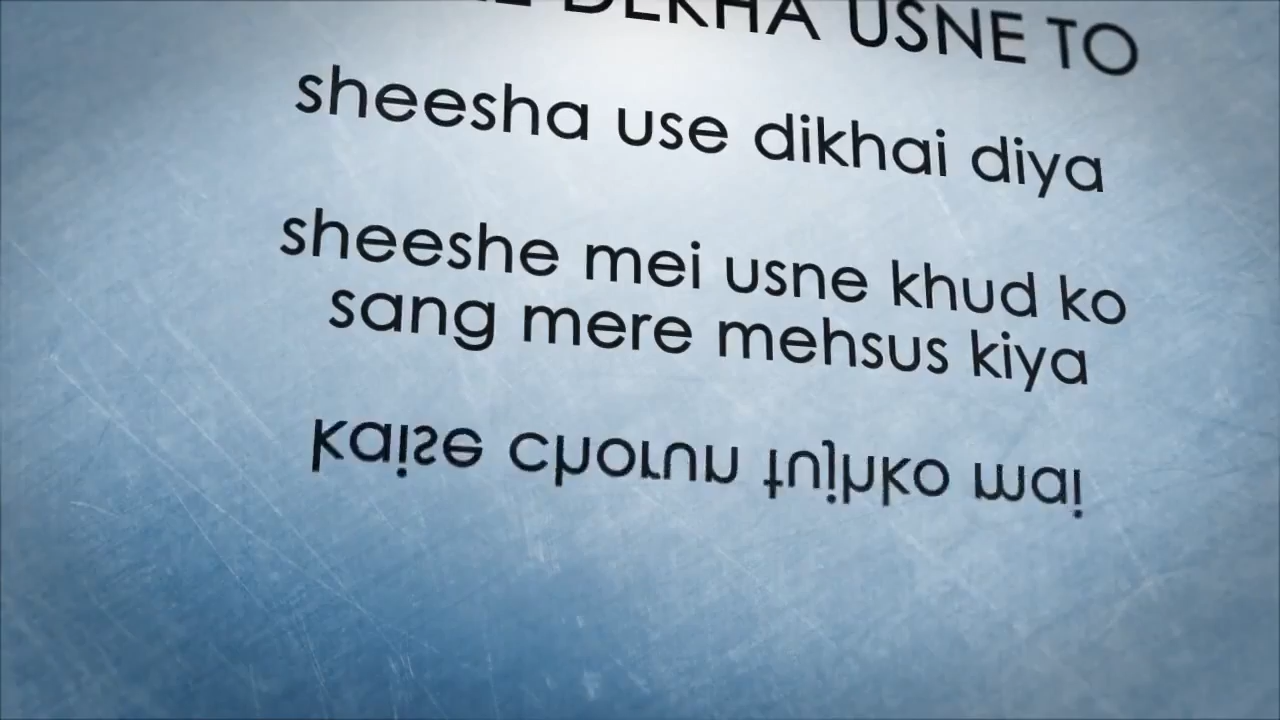 DEKHA USNE TO
sheesha use dikhai diya
sheeshe mei usne khud ko
sang mere mehsus kiya
kaise choruu tujhko mai